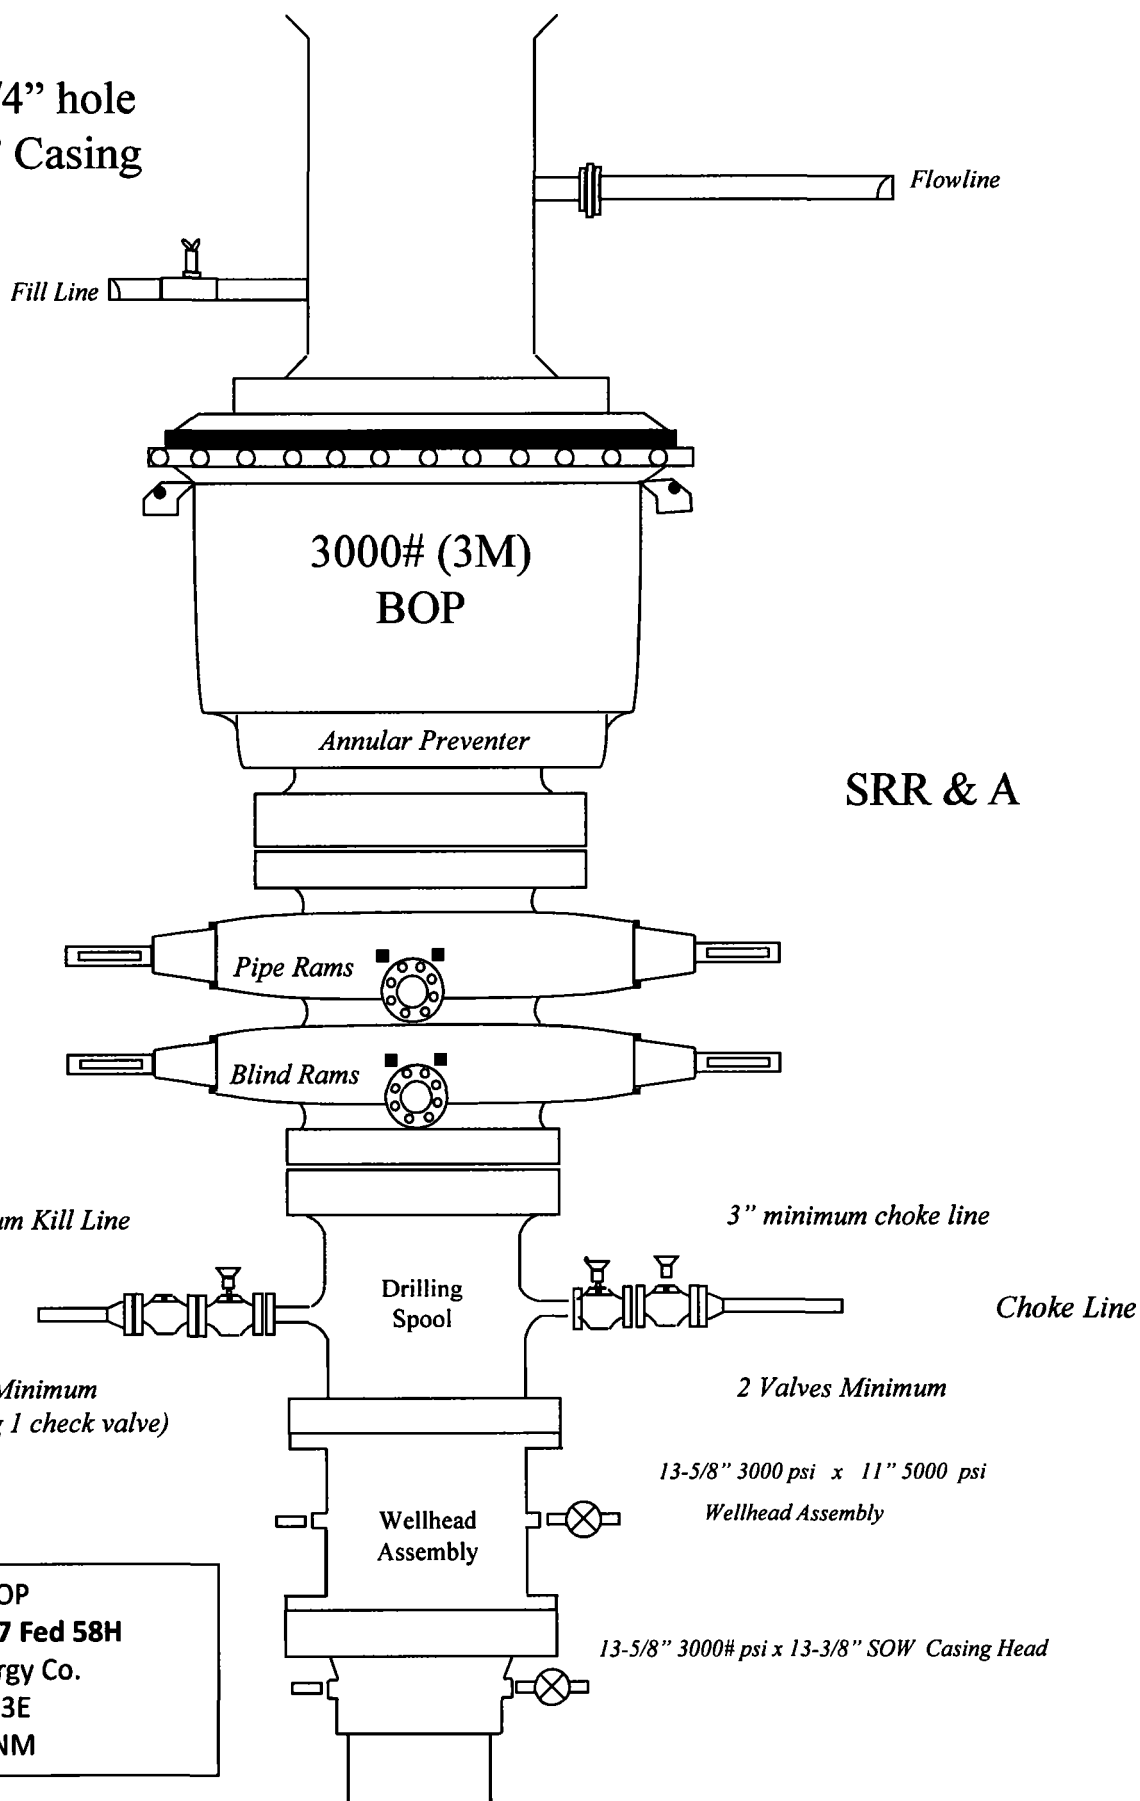 /4” hole
” Casing
Flowline
Fill Line
3000# (3M)
BOP
Annular Preventer
SRR & A
Pipe Rams
Blind Rams
Kill Line
3” minimum choke line
Drilling
Spool
Choke Line
Minimum
1 check valve)
2 Valves Minimum
13-5/8” 3000 psi x 11” 5000 psi
Wellhead Assembly
Wellhead
Assembly
13-5/8” 3000# psi x 13-3/8” SOW Casing Head
OP
7 Fed 58H
rgy Co.
3E
NM